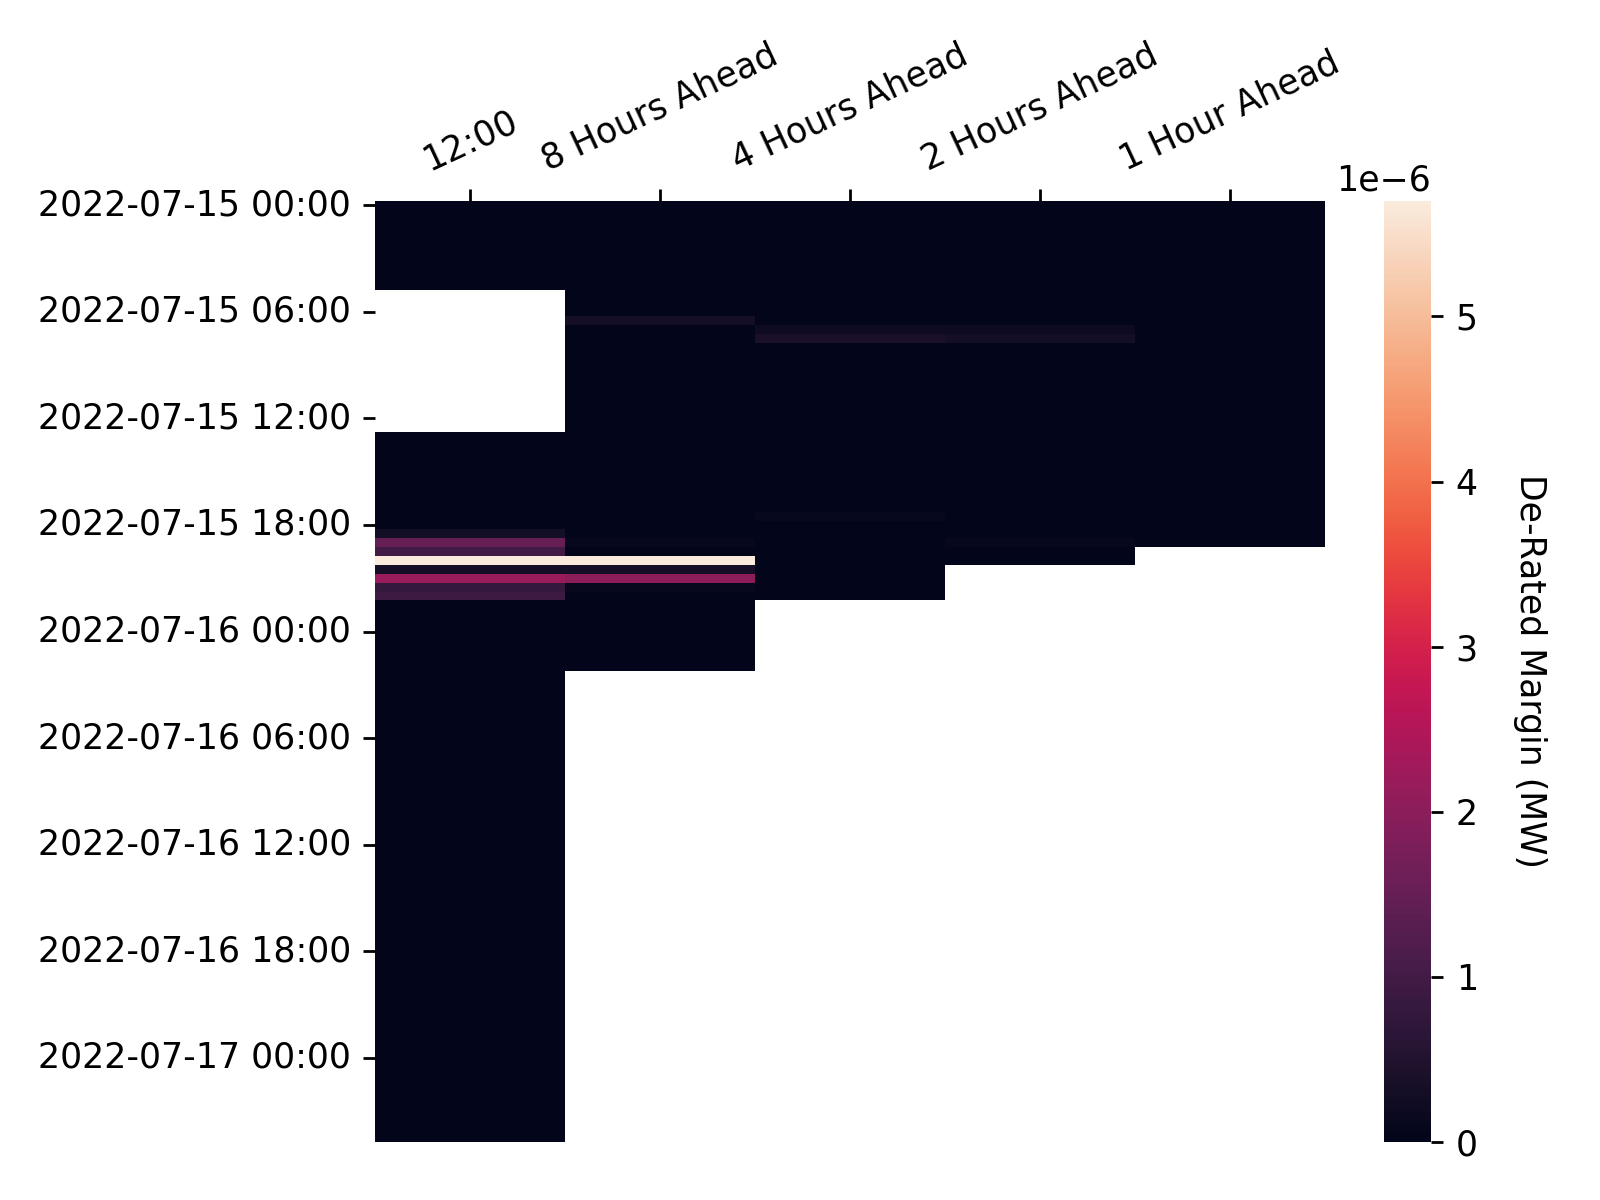 12:00
8 Hours Ahead
4 Hours Ahead
2 Hours Ahead
1 Hour Ahead
1e−6
2022-07-15 00:00
2022-07-15 06:00
2022-07-15 12:00
2022-07-15 18:00
2022-07-16 00:00
2022-07-16 06:00
2022-07-16 12:00
2022-07-16 18:00
2022-07-17 00:00
5
4
3
2
1
0
De-Rated Margin (MW)